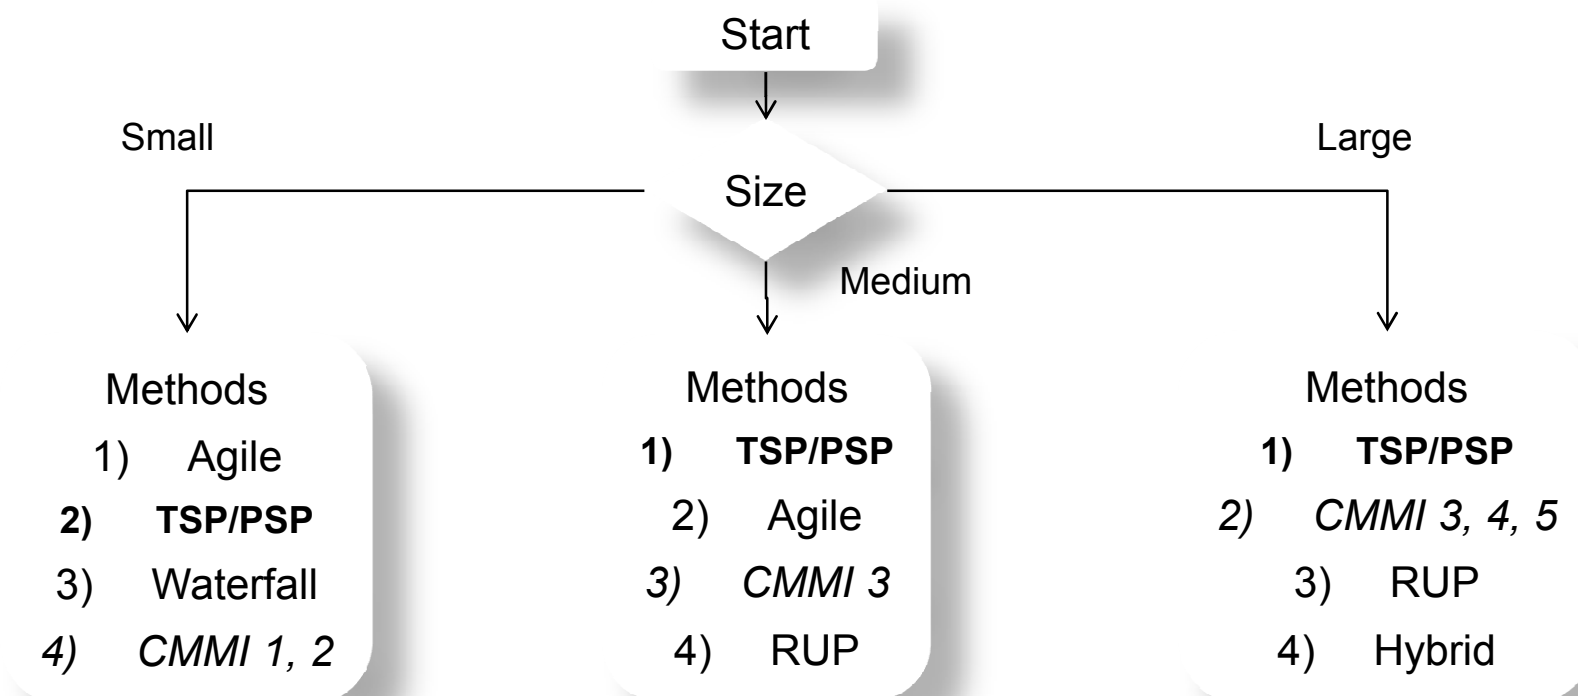 Start
Small
Large
Size
Medium
Methods
1) Agile
2) TSP/PSP
3) Waterfall
4) CMMI 1, 2
Methods
1) TSP/PSP
2) Agile
3) CMMI 3
4) RUP
Methods
1) TSP/PSP
2) CMMI 3, 4, 5
3) RUP
4) Hybrid